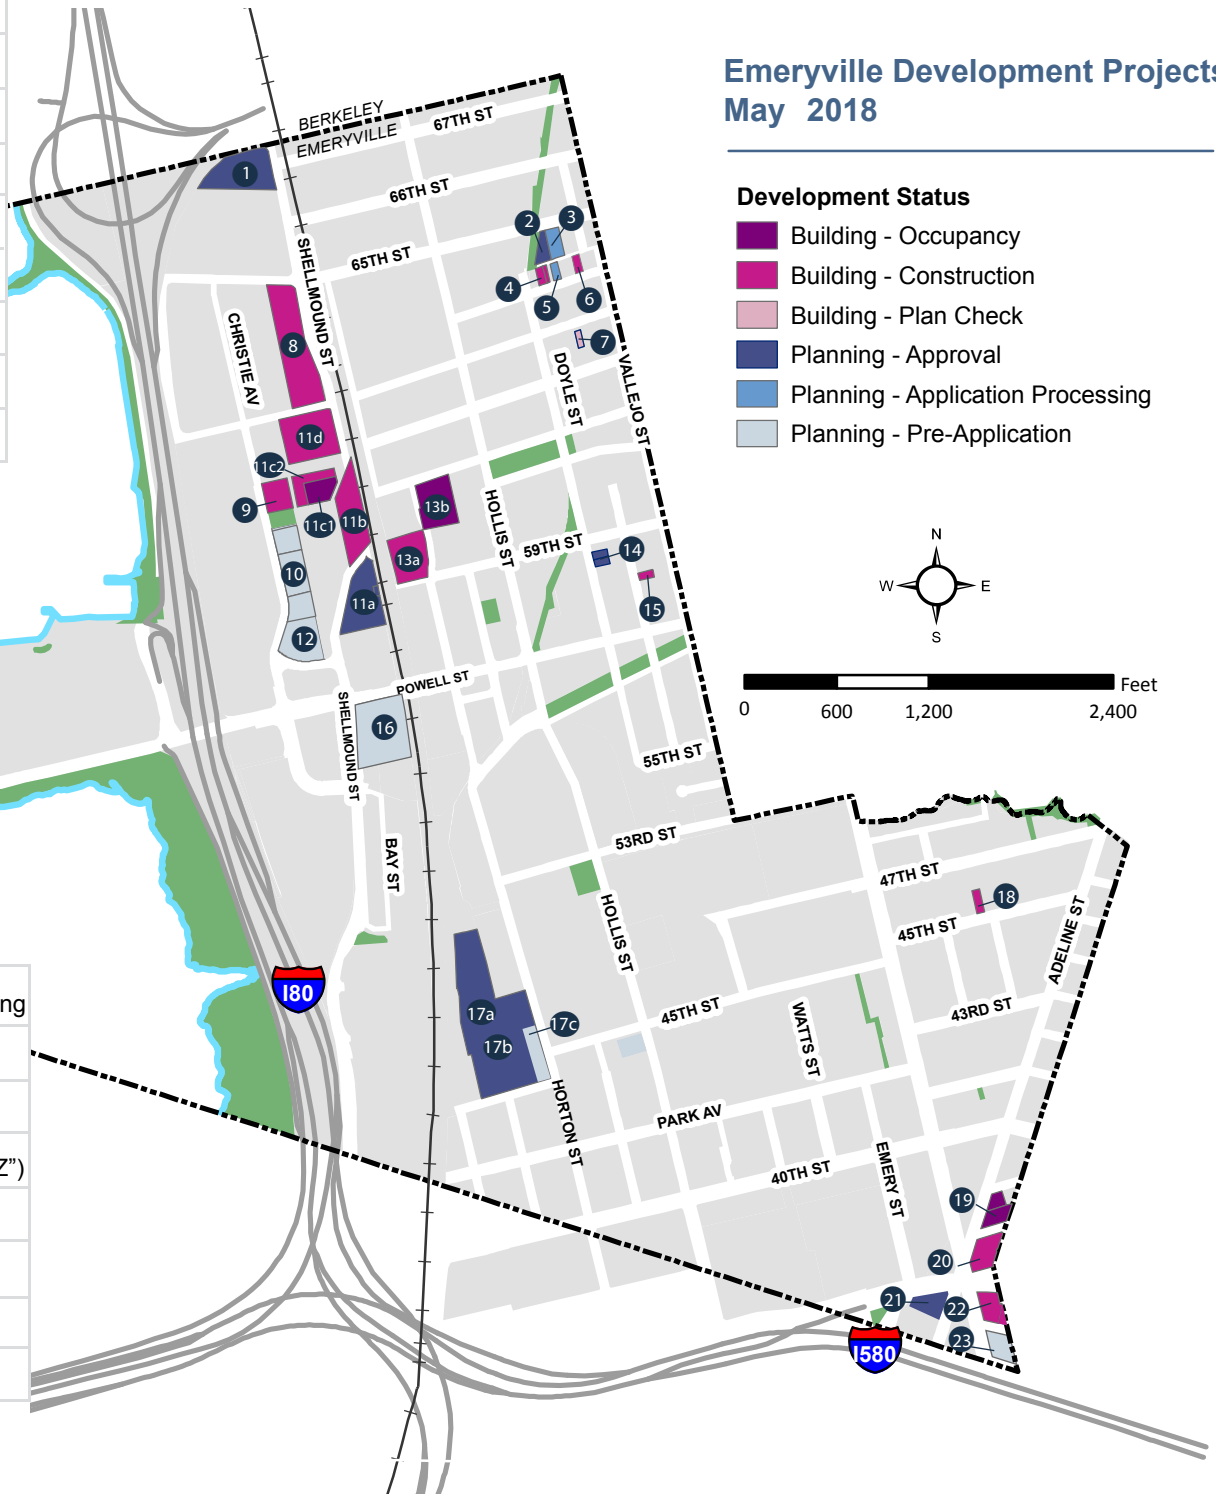 Emeryville Development Projects
May 2018
Development Status
Building - Occupancy
Building - Construction
Building - Plan Check
Planning - Approval
Planning - Application Processing
Planning - Pre-Application
N
W
E
S
Feet
0
600
1,200
2,400
BERKELEY
EMERYVILLE
67TH ST
1
66TH ST
2
3
65TH ST
SHELLMOUND ST
4
5
6
CHRISTIE AV
8
7
DOYLE ST
VALLEJO ST
11d
11c2
9
11c1
11b
13b
HOLLIS ST
13a
59TH ST
14
10
11a
15
12
POWELL ST
SHELLMOUND ST
16
55TH ST
53RD ST
BAY ST
47TH ST
18
HOLLIS ST
45TH ST
ADELINE ST
I80
ng
17a
17c
45TH ST
43RD ST
17b
WATTS ST
HORTON ST
PARK AV
Z”)
40TH ST
EMERY ST
19
20
21
22
23
I580